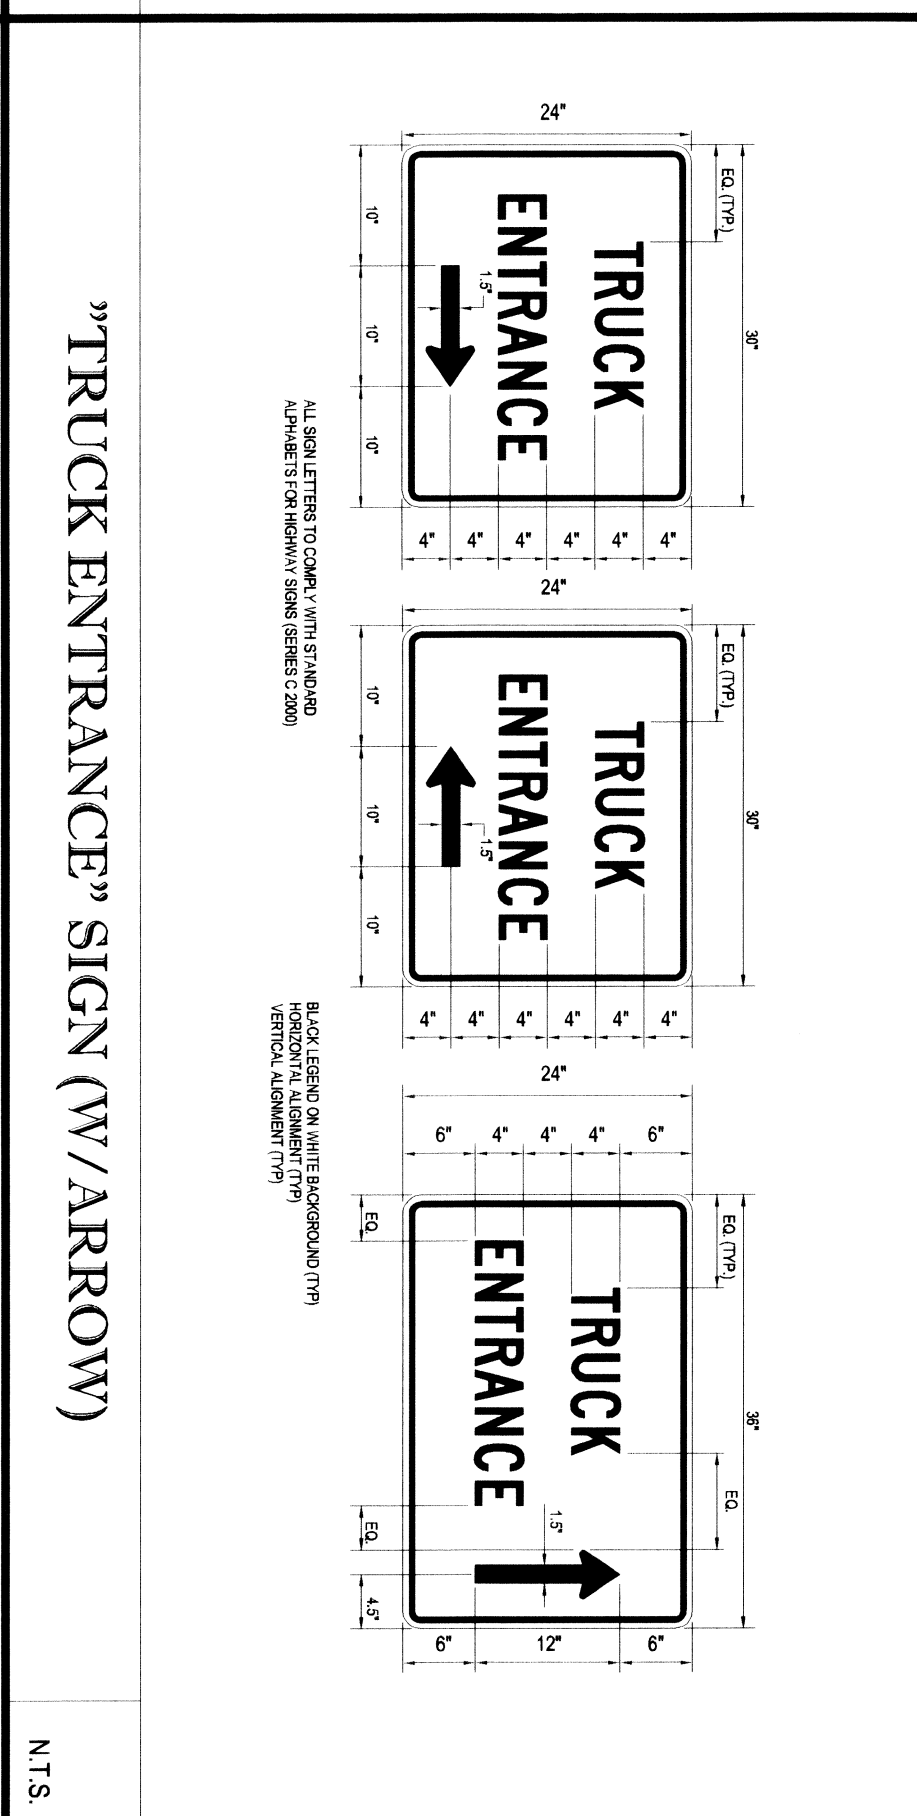 24"
EQ. (TYP.)
30"
TRUCK
ENTRANCE
1.5"
10"
10"
10"
4"
4"
4"
4"
4"
4"
24"
EQ. (TYP.)
30"
TRUCK
ENTRANCE
1.5"
10"
10"
10"
4"
4"
4"
4"
4"
4"
24"
6"
4"
4"
4"
6"
EQ. (TYP.)
36"
EQ.
TRUCK
ENTRANCE
1.5"
EQ.
EQ.
4.5"
6"
12"
6"
ALL SIGN LETTERS TO COMPLY WITH STANDARD
ALPHABETS FOR HIGHWAY SIGNS (SERIES C 2000)
BLACK LEGEND ON WHITE BACKGROUND (TYP)
HORIZONTAL ALIGNMENT (TYP)
VERTICAL ALIGNMENT (TYP)
"TRUCK ENTRANCE" SIGN (W/ARROW)
N.T.S.